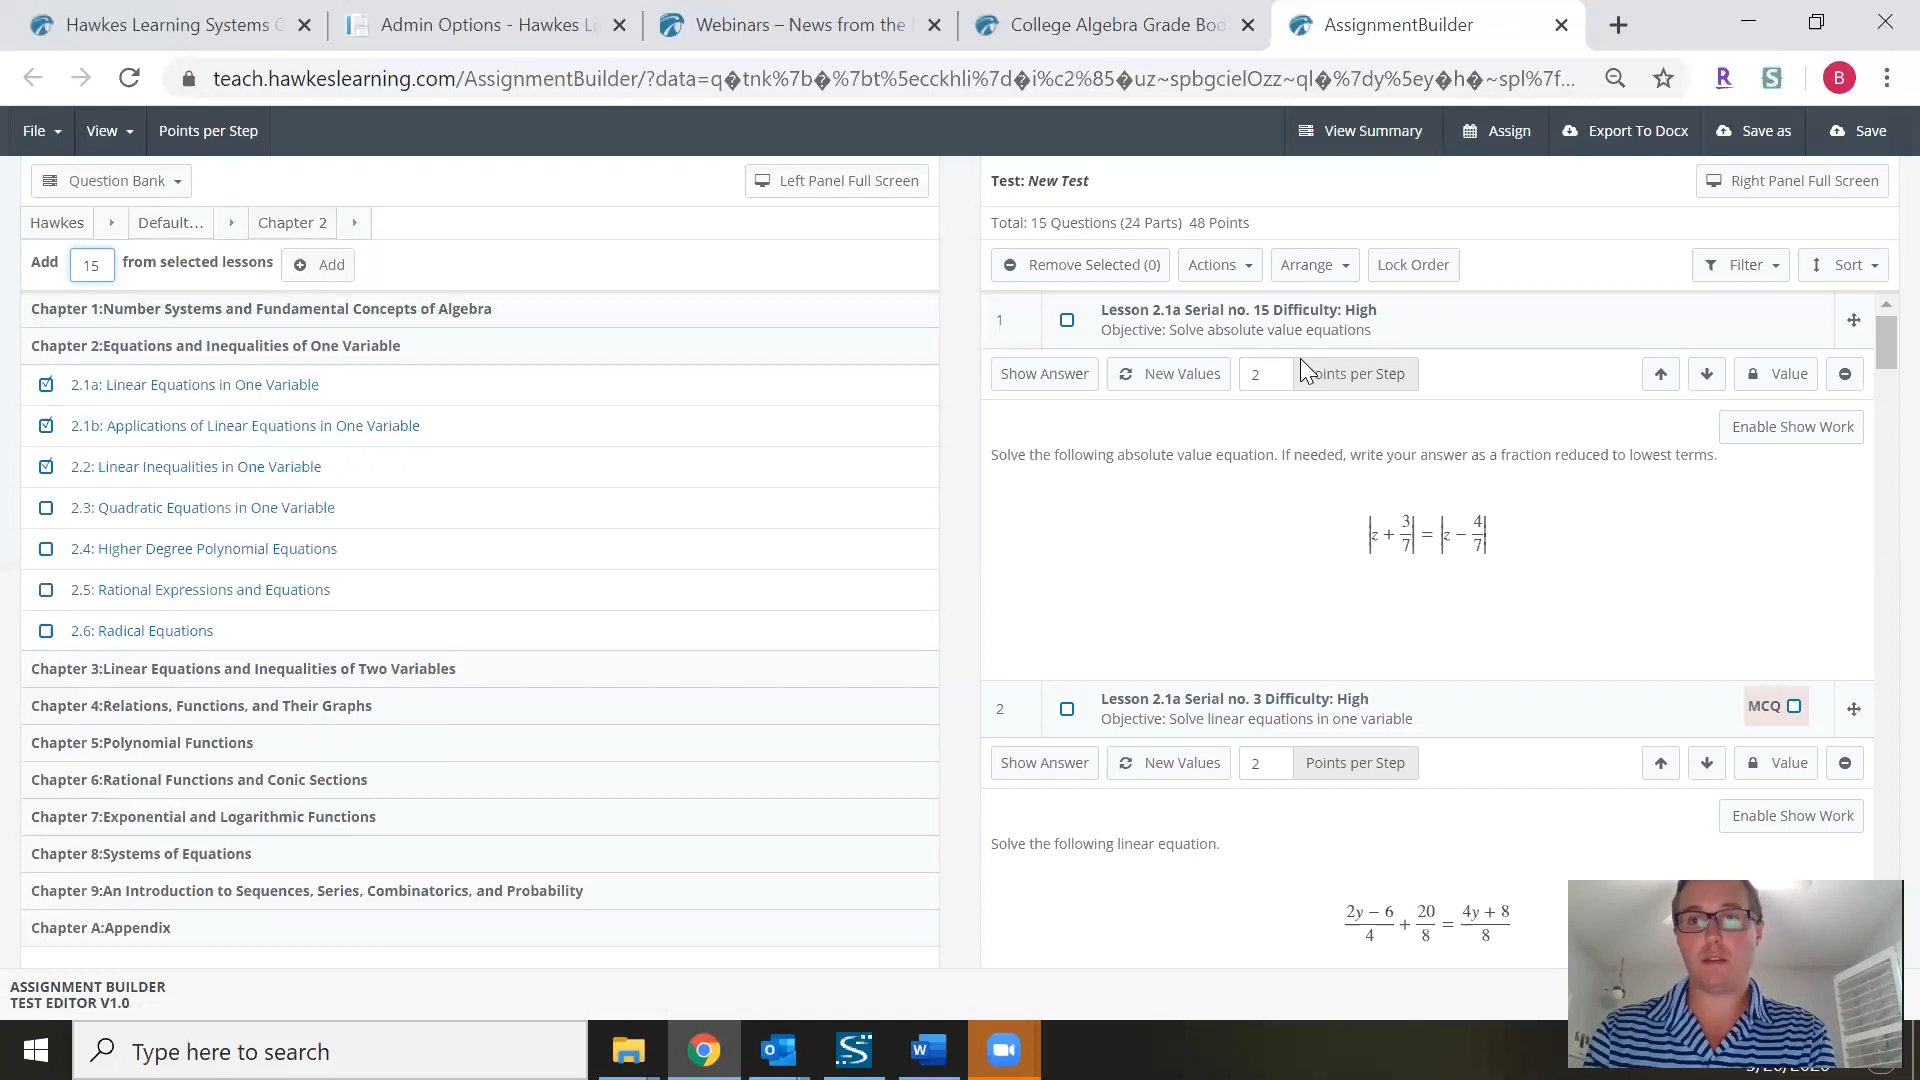 Hawkes Learning Systems
Admin Options - Hawkes
Webinars – News from the
College Algebra Grade Boo
AssignmentBuilder
teach.hawkeslearning.com/AssignmentBuilder/?data=q�tnk%7b�%7bt%5ecckhli%7d�i%c2%85�uz~spbgcielOzz~ql�%7dy%5ey�h�~spl%7f...
B
File
View
Points per Step
View Summary
Assign
Export To Docx
Save as
Save
Question Bank
Left Panel Full Screen
Hawkes
Default...
Chapter 2
Add 15 from selected lessons
Add
Chapter 1:Number Systems and Fundamental Concepts of Algebra
Chapter 2:Equations and Inequalities of One Variable
2.1a: Linear Equations in One Variable
2.1b: Applications of Linear Equations in One Variable
2.2: Linear Inequalities in One Variable
2.3: Quadratic Equations in One Variable
2.4: Higher Degree Polynomial Equations
2.5: Rational Expressions and Equations
2.6: Radical Equations
Chapter 3:Linear Equations and Inequalities of Two Variables
Chapter 4:Relations, Functions, and Their Graphs
Chapter 5:Polynomial Functions
Chapter 6:Rational Functions and Conic Sections
Chapter 7:Exponential and Logarithmic Functions
Chapter 8:Systems of Equations
Chapter 9:An Introduction to Sequences, Series, Combinatorics, and Probability
Chapter A:Appendix
Test: New Test
Right Panel Full Screen
Total: 15 Questions (24 Parts) 48 Points
Remove Selected (0)
Actions
Arrange
Lock Order
Filter
Sort
1
Lesson 2.1a Serial no. 15 Difficulty: High
Objective: Solve absolute value equations
Show Answer
New Values
2
Points per Step
Value
Enable Show Work
Solve the following absolute value equation. If needed, write your answer as a fraction reduced to lowest terms.
|z + 3/7| = |z − 4/7|
2
Lesson 2.1a Serial no. 3 Difficulty: High
Objective: Solve linear equations in one variable
MCQ
Show Answer
New Values
2
Points per Step
Value
Enable Show Work
Solve the following linear equation.
(2y − 6)/4 + 20/8 = (4y + 8)/8
ASSIGNMENT BUILDER
TEST EDITOR V1.0
Type here to search